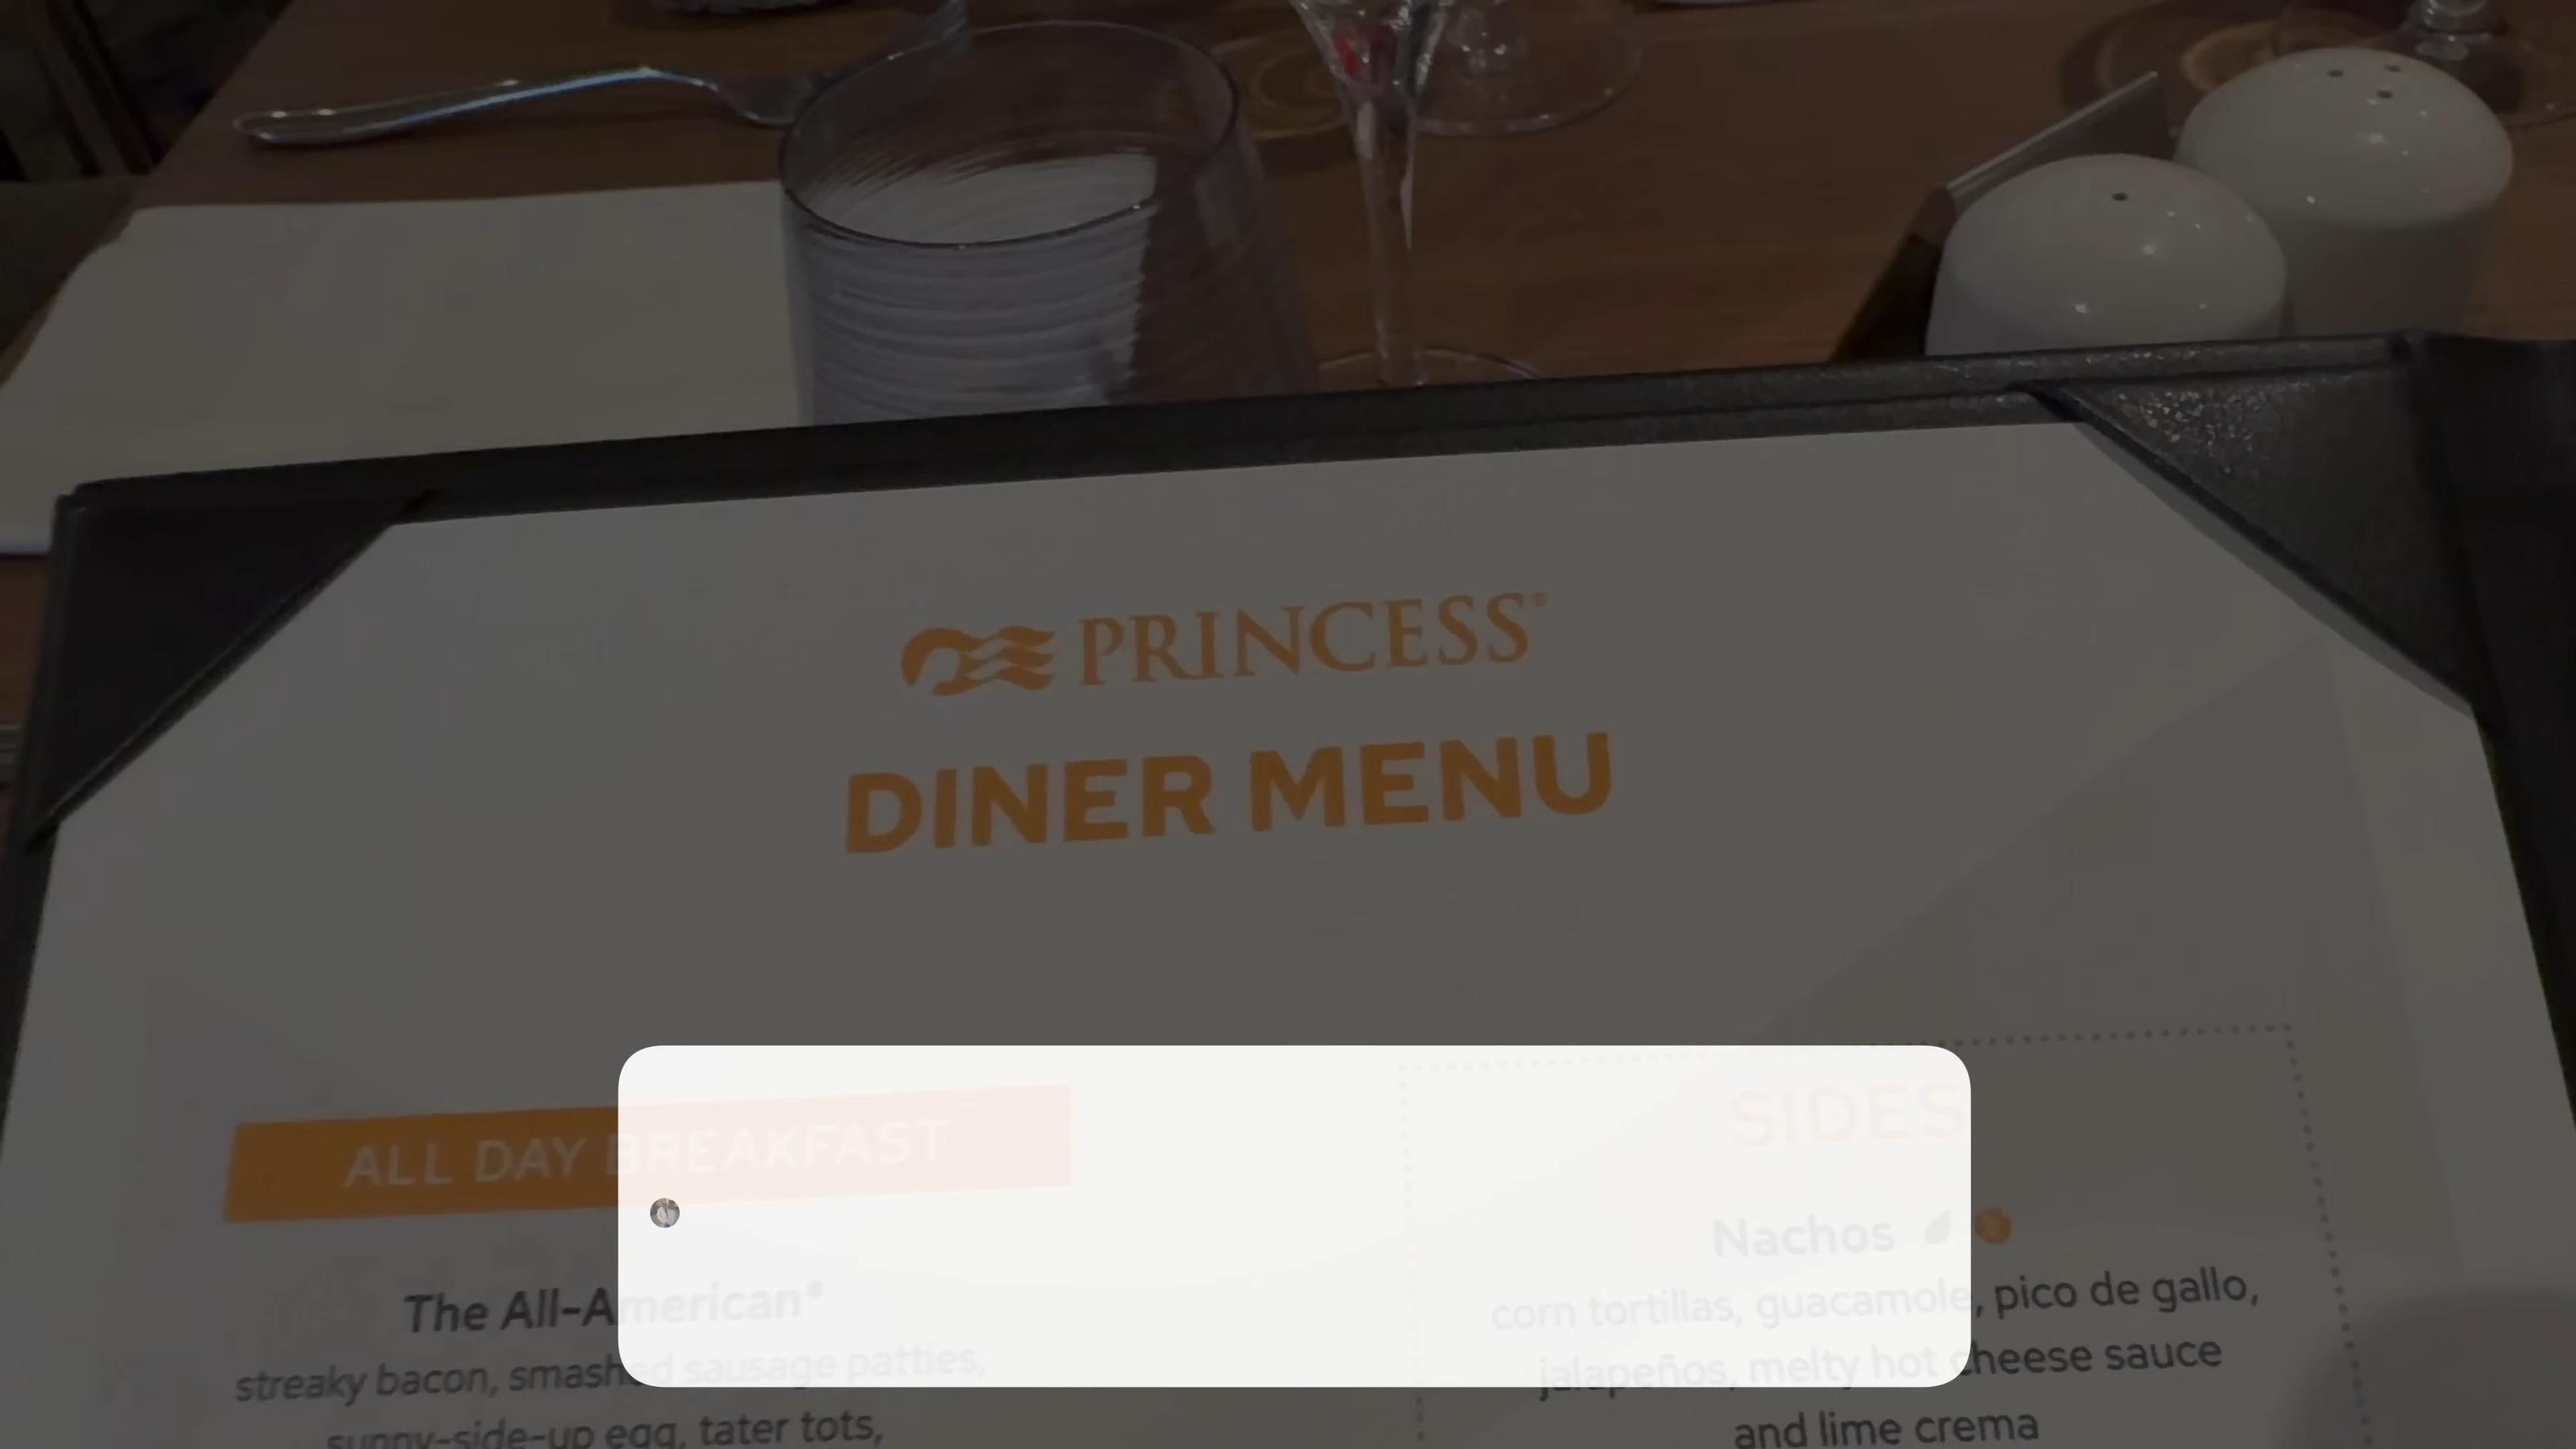 PRINCESS®
DINER MENU
ALL DAY BREAKFAST
The All-American*
streaky bacon, smashed sausage patties,
sunny-side-up egg, tater tots,
SIDES
Nachos
corn tortillas, guacamole, pico de gallo,
jalapeños, melty hot cheese sauce
and lime crema